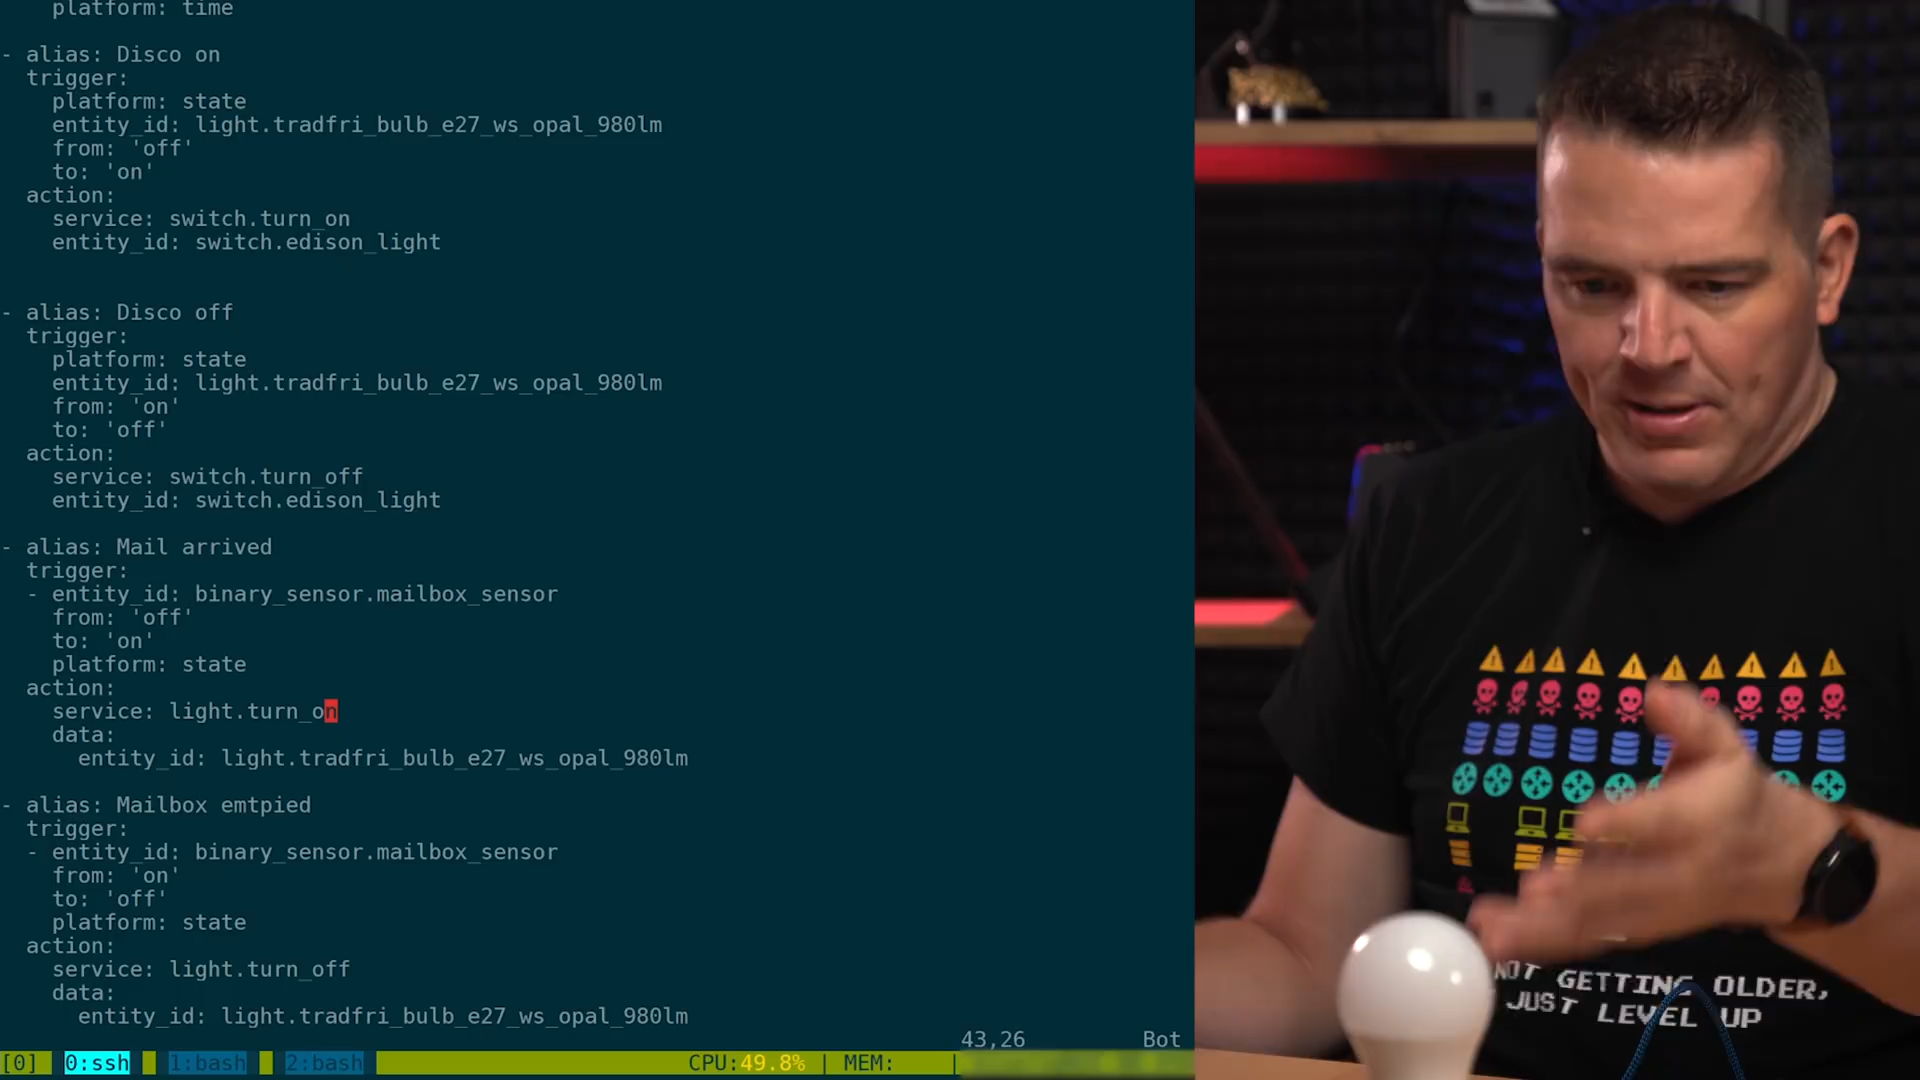 platform: time
- alias: Disco on
trigger:
platform: state
entity_id: light.tradfri_bulb_e27_ws_opal_980lm
from: 'off'
to: 'on'
action:
service: switch.turn_on
entity_id: switch.edison_light
- alias: Disco off
trigger:
platform: state
entity_id: light.tradfri_bulb_e27_ws_opal_980lm
from: 'on'
to: 'off'
action:
service: switch.turn_off
entity_id: switch.edison_light
- alias: Mail arrived
trigger:
- entity_id: binary_sensor.mailbox_sensor
from: 'off'
to: 'on'
platform: state
action:
service: light.turn_on
data:
entity_id: light.tradfri_bulb_e27_ws_opal_980lm
- alias: Mailbox emtpied
trigger:
- entity_id: binary_sensor.mailbox_sensor
from: 'on'
to: 'off'
platform: state
action:
service: light.turn_off
data:
entity_id: light.tradfri_bulb_e27_ws_opal_980lm
43,26 Bot
[0] 0:ssh 1:bash 2:bash CPU:49.8% | MEM: |
NOT GETTING OLDER,
JUST LEVEL UP